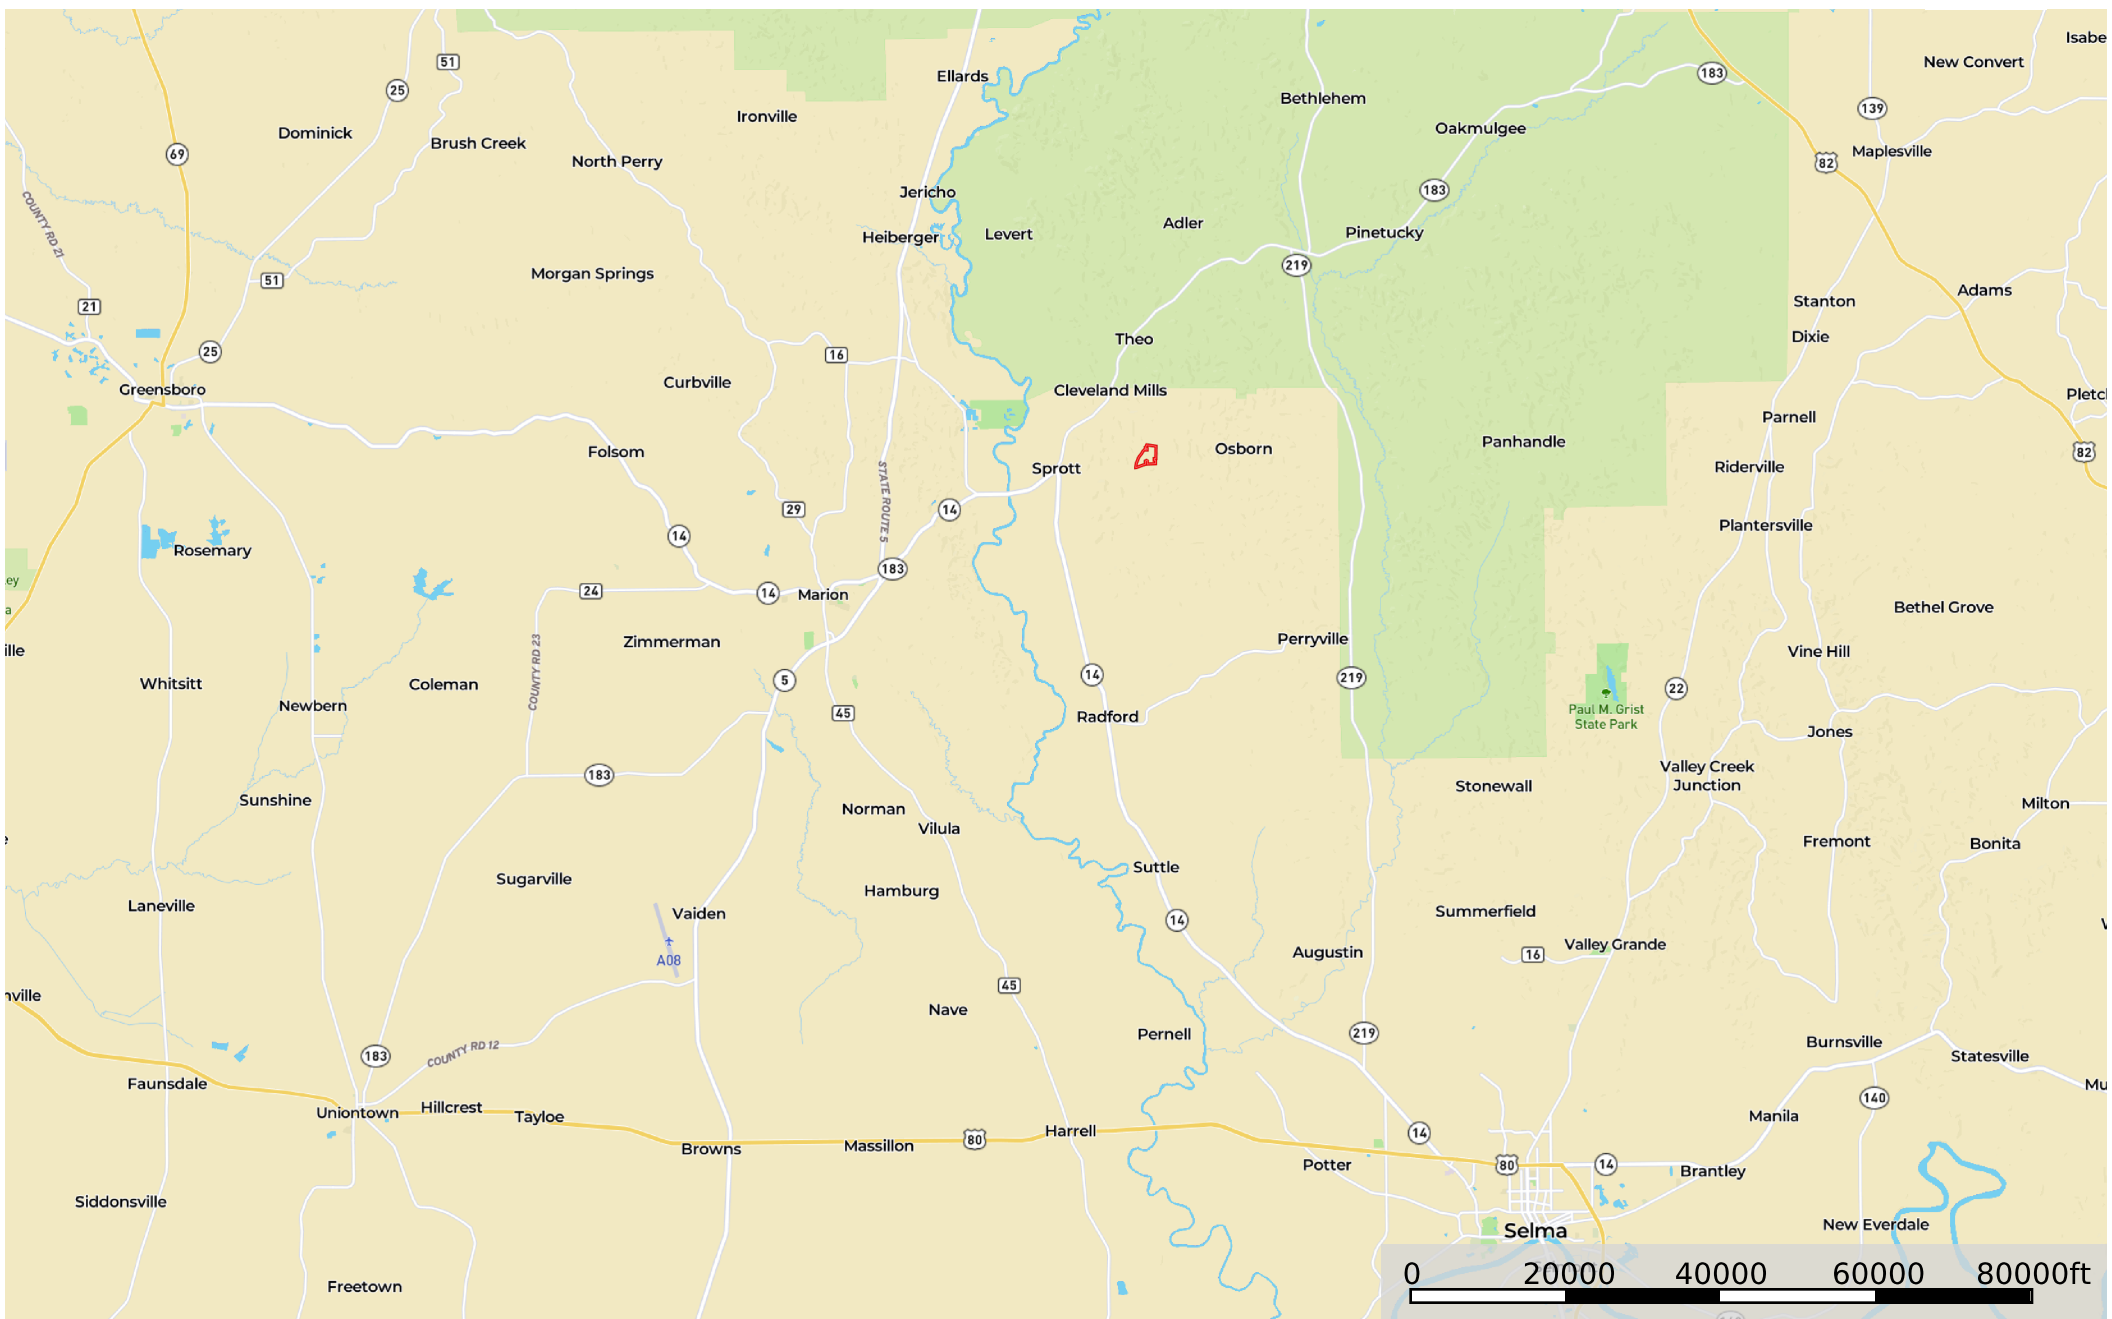 Isabe
51
Ellards
New Convert
25
183
Bethlehem
139
Ironville
Dominick
Oakmulgee
Brush Creek
69
Maplesville
North Perry
82
183
Jericho
COUNTY RD 21
Adler
Levert
Pinetucky
Heiberger
219
Morgan Springs
51
Adams
Stanton
21
Theo
Dixie
25
16
Curbville
Greensboro
Cleveland Mills
Pletcl
Parnell
Panhandle
Osborn
Folsom
82
Sprott
Riderville
STATE ROUTE 5
29
14
Plantersville
14
Rosemary
183
ey
24
14
Marion
Bethel Grove
a
Perryville
Zimmerman
ille
Vine Hill
COUNTY RD 23
14
219
5
Whitsitt
Coleman
22
Newbern
Paul M. Grist
State Park
45
Radford
Jones
Valley Creek
Junction
183
Stonewall
Sunshine
Norman
Milton
Vilula
Fremont
Bonita
Suttle
Sugarville
Hamburg
Laneville
Vaiden
Summerfield
14
Valley Grande
Augustin
16
A08
nville
45
Nave
Pernell
219
Burnsville
COUNTY RD 12
183
Statesville
Faunsdale
Mu
140
Hillcrest
Uniontown
Tayloe
Manila
Harrell
14
80
Massillon
Browns
Potter
80
14
Brantley
Siddonsville
New Everdale
Selma
Freetown
0 20000 40000 60000 80000ft